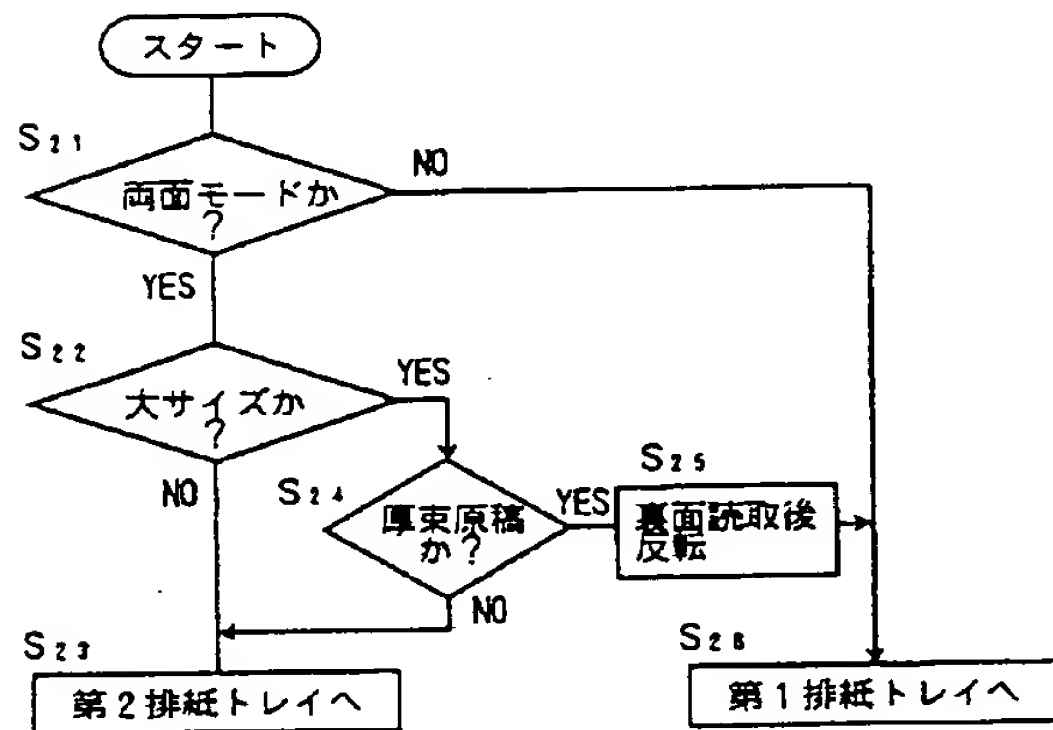 スタート
S21
両面モードか
?
NO
YES
S22
大サイズか
?
YES
NO
S24
厚束原稿
か?
YES
NO
S25
裏面読取後
反転
S23
第2排紙トレイへ
S26
第1排紙トレイへ